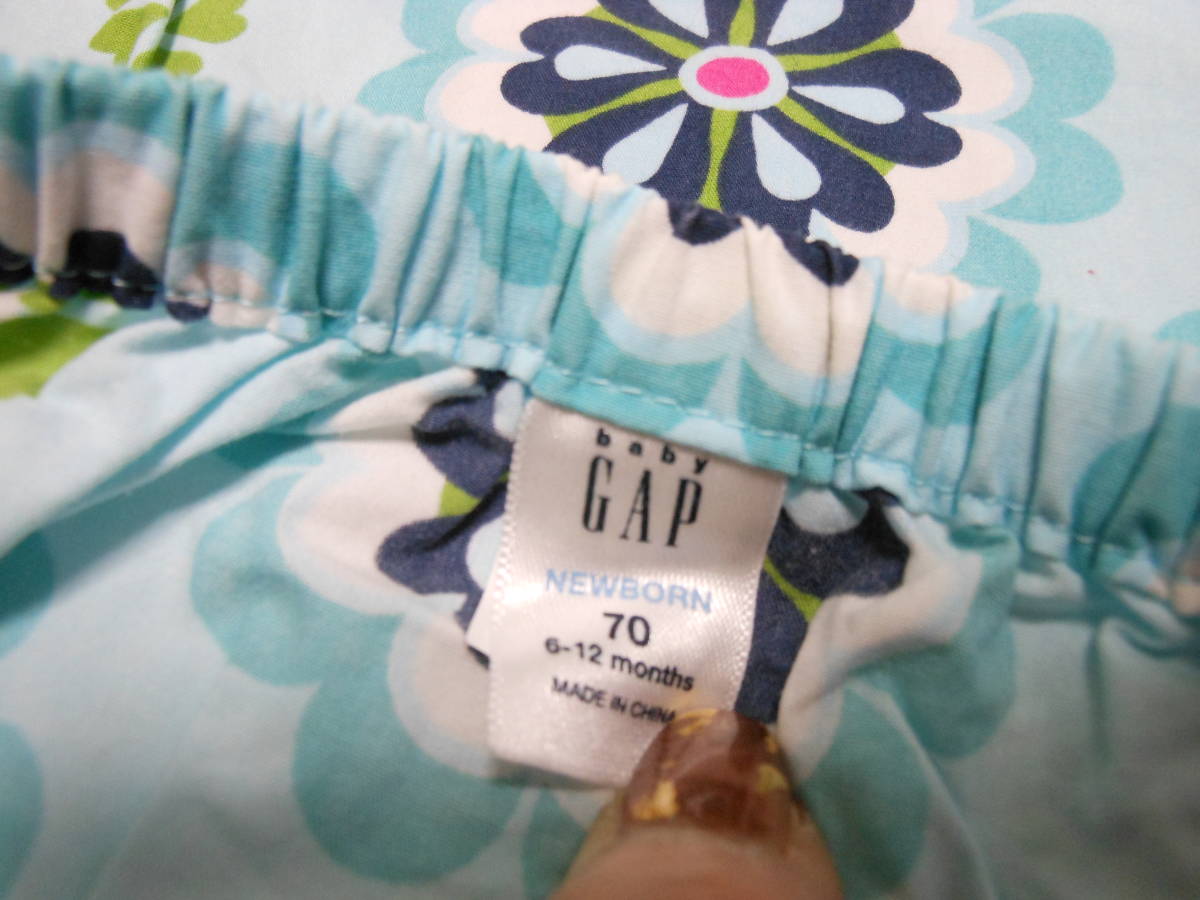 baby
GAP
NEWBORN
70
6-12 months
MADE IN CHINA